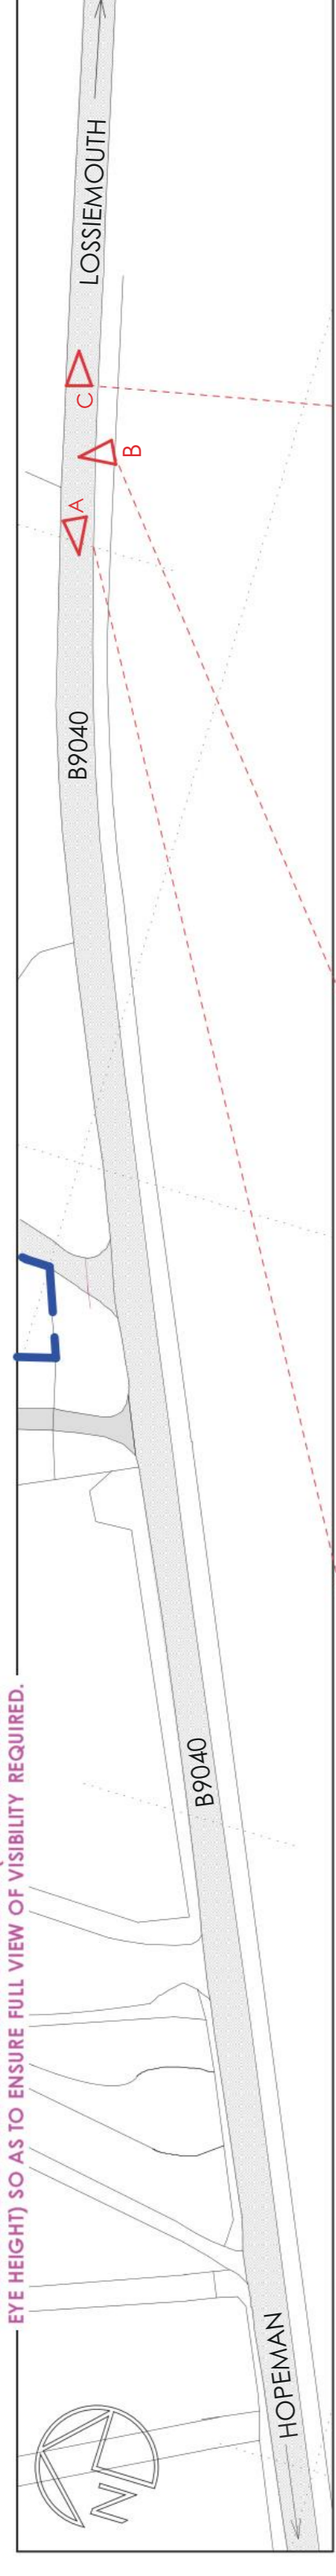 EYE HEIGHT) SO AS TO ENSURE FULL VIEW OF VISIBILITY REQUIRED.
HOPEMAN
B9040
B9040
A
B
C
LOSSIEMOUTH
N